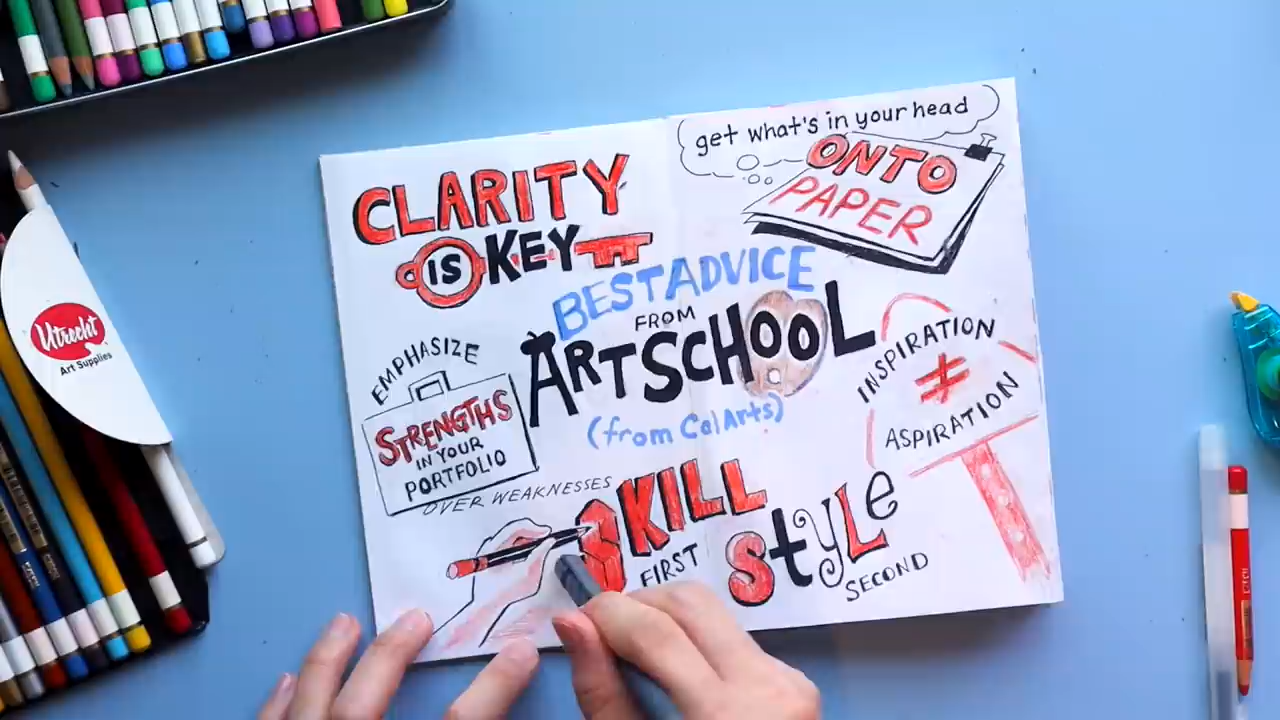 get what's in your head
ONTO
PAPER
CLARITY
IS KEY
BEST ADVICE
FROM
ARTSCHOOL
(from CalArts)
EMPHASIZE
STRENGTHS
IN YOUR
PORTFOLIO
OVER WEAKNESSES
INSPIRATION
≠
ASPIRATION
SKILL
FIRST
STYLe
SECOND
Utrecht
Art Supplies